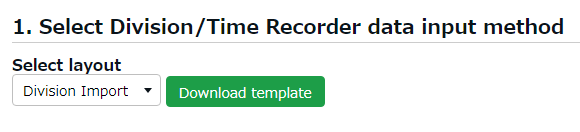 1. Select Division/Time Recorder data input method
Select layout
Division Import Download template